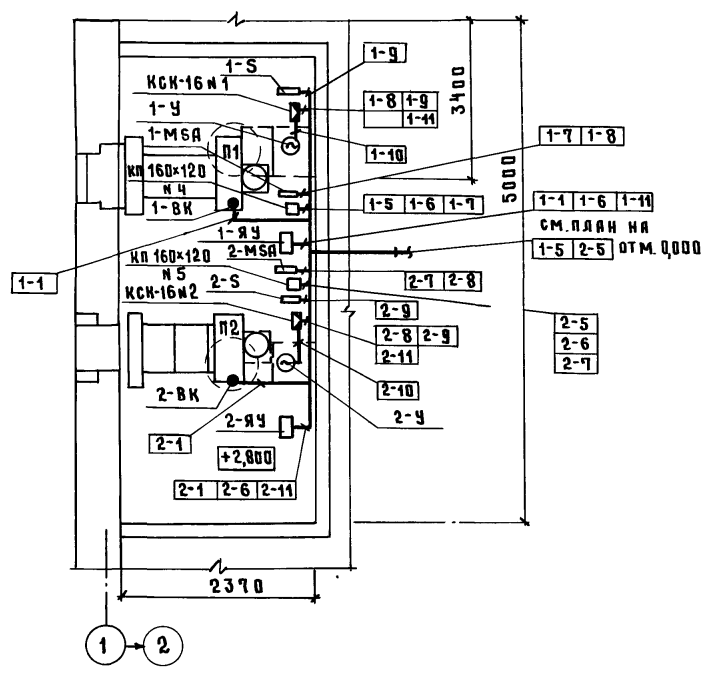 1-S
1-9
КСК-16 N1
1-8 1-9
1-11
1-У
3400
1-MSA
1-10
1-7 1-8
П1
КП 160×120
N 4
5000
1-5 1-6 1-7
1-1 1-6 1-11
1-ВК
СМ. ПЛАН НА
ОТМ. 0,000
1-5 2-5
1-ЯУ
2-MSA
КП 160×120
N 5
1-1
2-7 2-8
2-S
КСК-16 N2
2-9
2-5
2-6
2-7
П2
2-8 2-9
2-11
2-10
2-ВК
2-У
2-ЯУ
2-1
+2,800
2-1 2-6 2-11
2370
1
2